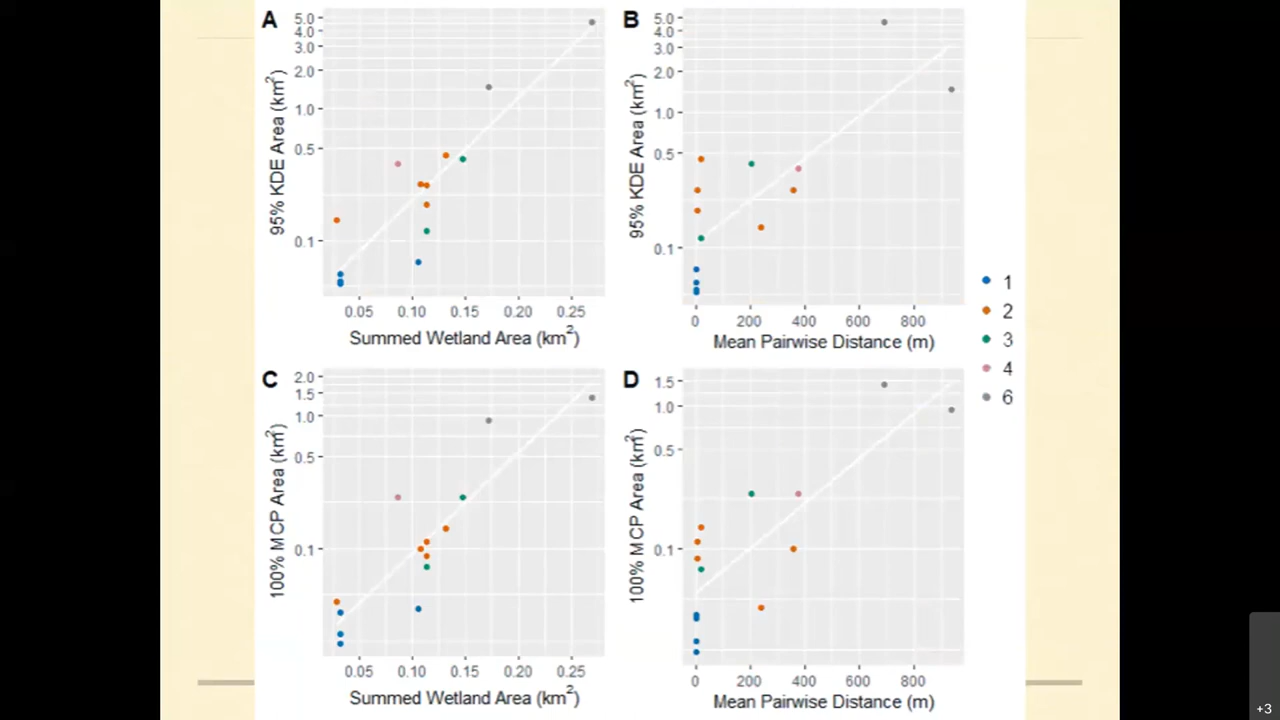 A
95% KDE Area (km²)
5.0
4.0
3.0
2.0
1.0
0.5
0.1
0.05 0.10 0.15 0.20 0.25
Summed Wetland Area (km²)
B
95% KDE Area (km²)
5.0
4.0
3.0
2.0
1.0
0.5
0.1
0 200 400 600 800
Mean Pairwise Distance (m)
1
2
3
4
6
C
100% MCP Area (km²)
2.0
1.5
1.0
0.5
0.1
0.05 0.10 0.15 0.20 0.25
Summed Wetland Area (km²)
D
100% MCP Area (km²)
1.5
1.0
0.5
0.1
0 200 400 600 800
Mean Pairwise Distance (m)
+3